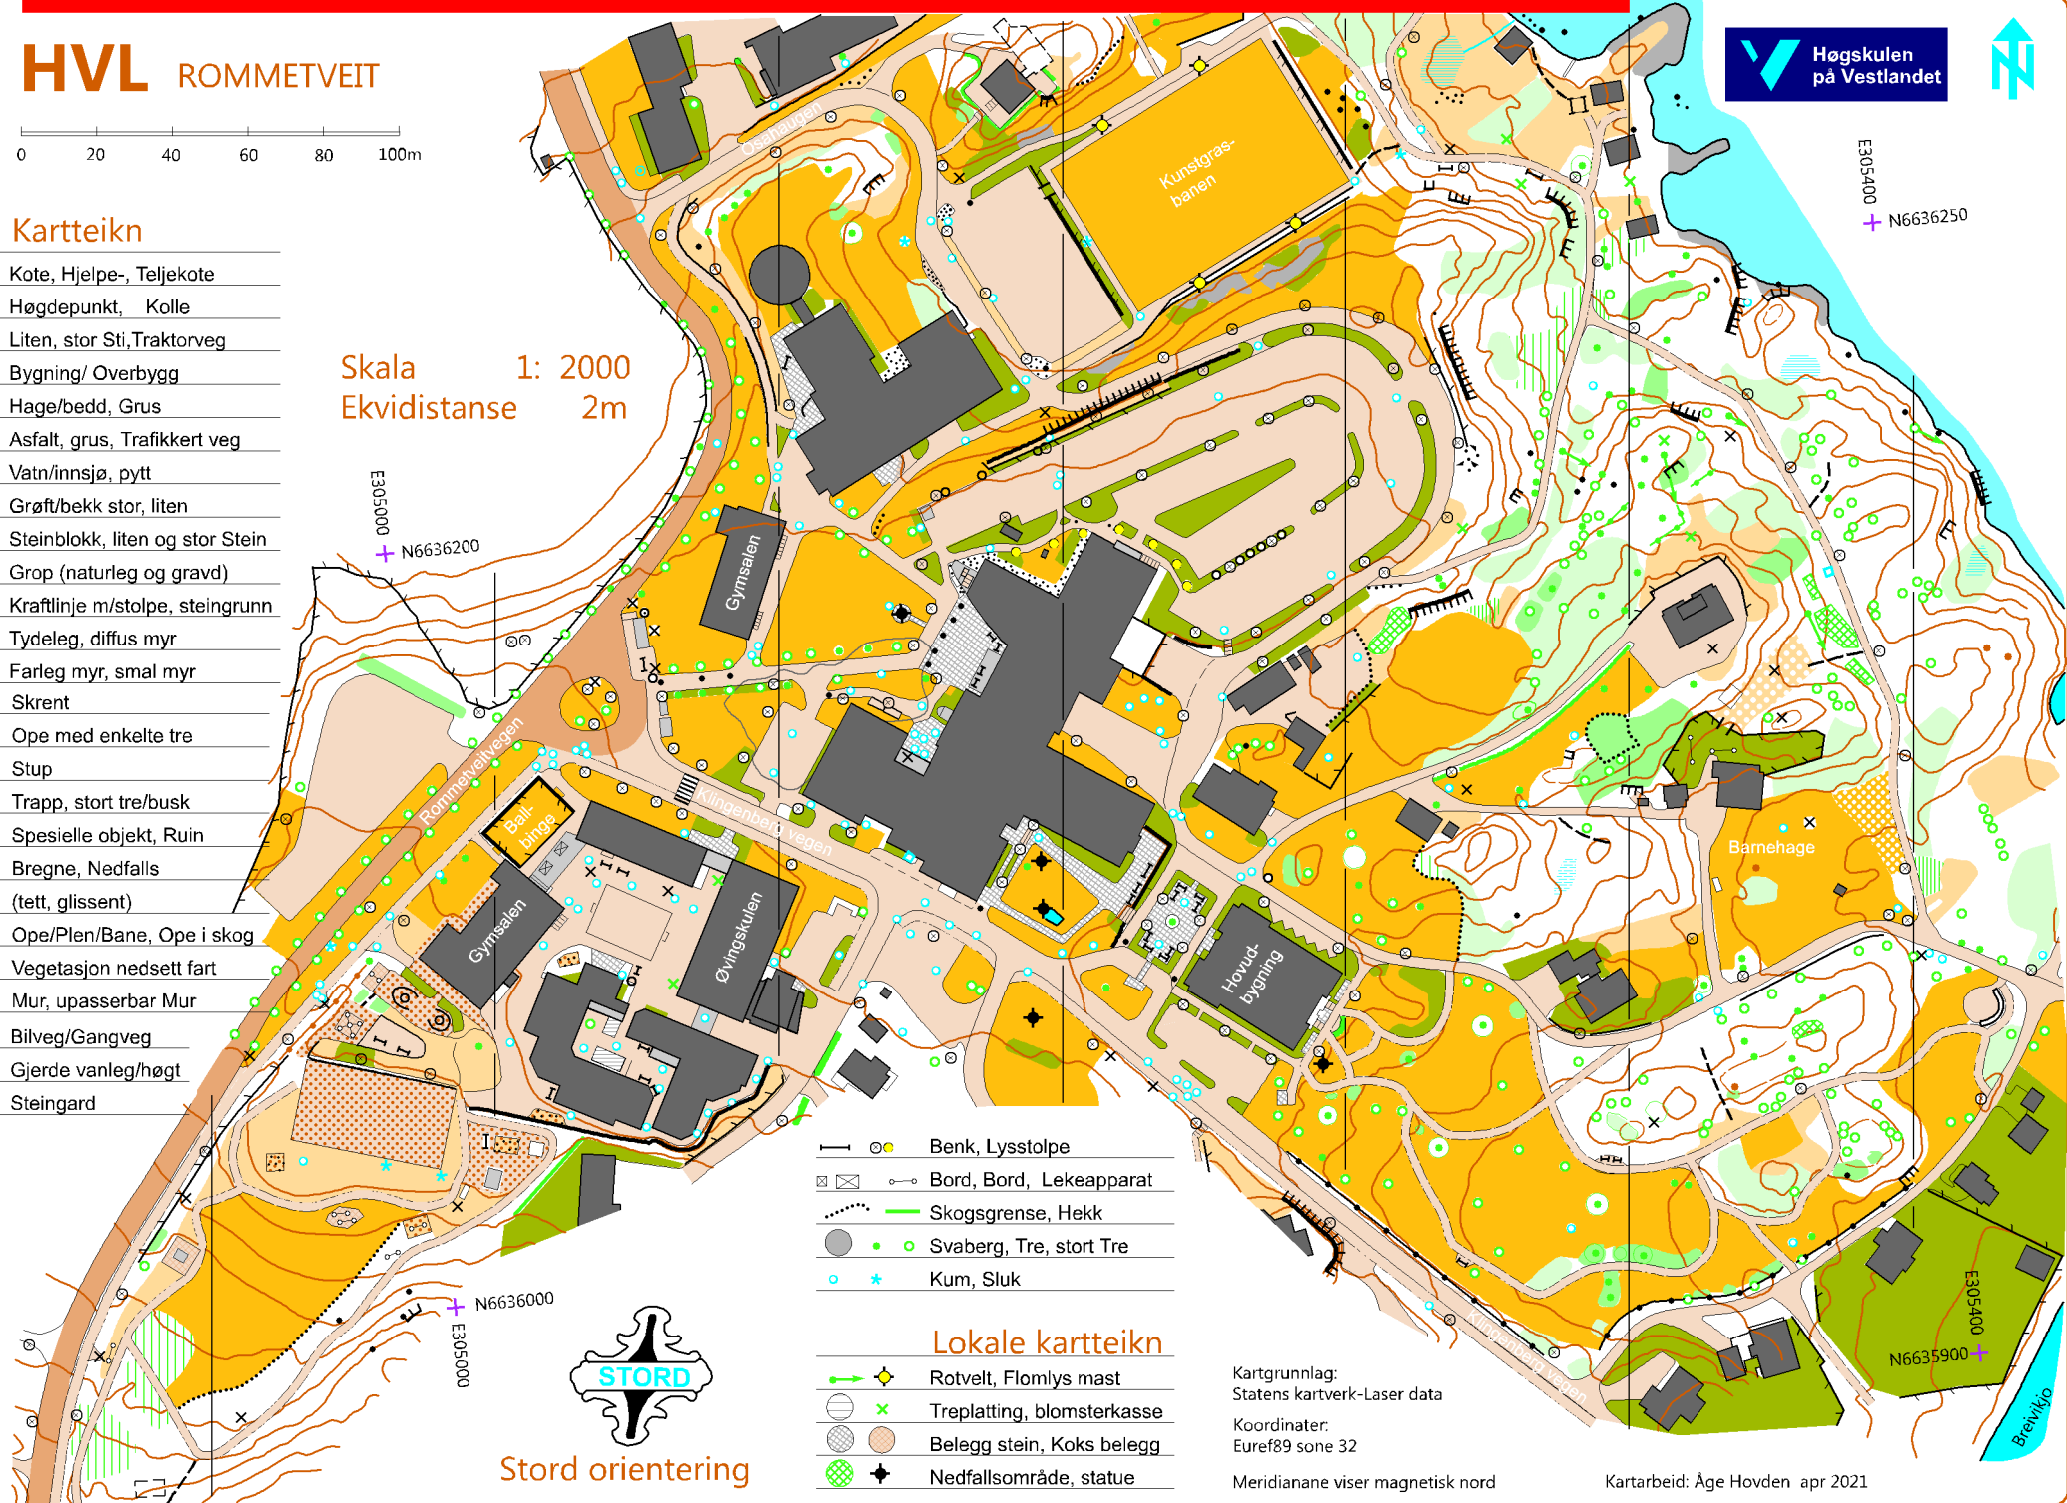 HVL ROMMETVEIT
0 20 40 60 80 100m
Kartteikn
Kote, Hjelpe-, Teljekote
Høgdepunkt, Kolle
Liten, stor Sti,Traktorveg
Bygning/ Overbygg
Hage/bedd, Grus
Asfalt, grus, Trafikkert veg
Vatn/innsjø, pytt
Grøft/bekk stor, liten
Steinblokk, liten og stor Stein
Grop (naturleg og gravd)
Kraftlinje m/stolpe, steingrunn
Tydeleg, diffus myr
Farleg myr, smal myr
Skrent
Ope med enkelte tre
Stup
Trapp, stort tre/busk
Spesielle objekt, Ruin
Bregne, Nedfalls
(tett, glissent)
Ope/Plen/Bane, Ope i skog
Vegetasjon nedsett fart
Mur, upasserbar Mur
Bilveg/Gangveg
Gjerde vanleg/høgt
Steingard
Skala 1: 2000
Ekvidistanse 2m
Høgskulen
på Vestlandet
N
E305400
N6636250
E305000
N6636200
Osahaugen
Kunstgras-
banen
Gymsalen
Rommetveitvegen
Klingenberg vegen
Ball-
binge
Gymsalen
Øvingskulen
Hovud-
bygning
Barnehage
Klingenberg vegen
N6636000
E305000
E305400
N6635900
Breivikjo
Benk, Lysstolpe
Bord, Bord, Lekeapparat
Skogsgrense, Hekk
Svaberg, Tre, stort Tre
Kum, Sluk
Lokale kartteikn
Rotvelt, Flomlys mast
Treplatting, blomsterkasse
Belegg stein, Koks belegg
Nedfallsområde, statue
STORD
Stord orientering
Kartgrunnlag:
Statens kartverk-Laser data
Koordinater:
Euref89 sone 32
Meridianane viser magnetisk nord
Kartarbeid: Åge Hovden apr 2021